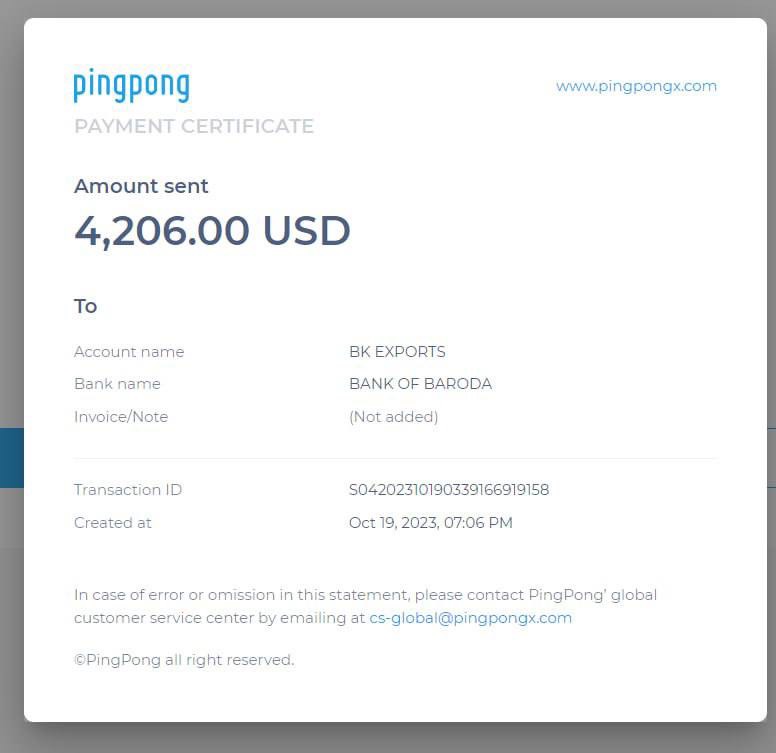 pingpong
www.pingpongx.com
PAYMENT CERTIFICATE
Amount sent
4,206.00 USD
To
Account name BK EXPORTS
Bank name BANK OF BARODA
Invoice/Note (Not added)
Transaction ID S04202310190339166919158
Created at Oct 19, 2023, 07:06 PM
In case of error or omission in this statement, please contact PingPong’ global
customer service center by emailing at cs-global@pingpongx.com
©PingPong all right reserved.